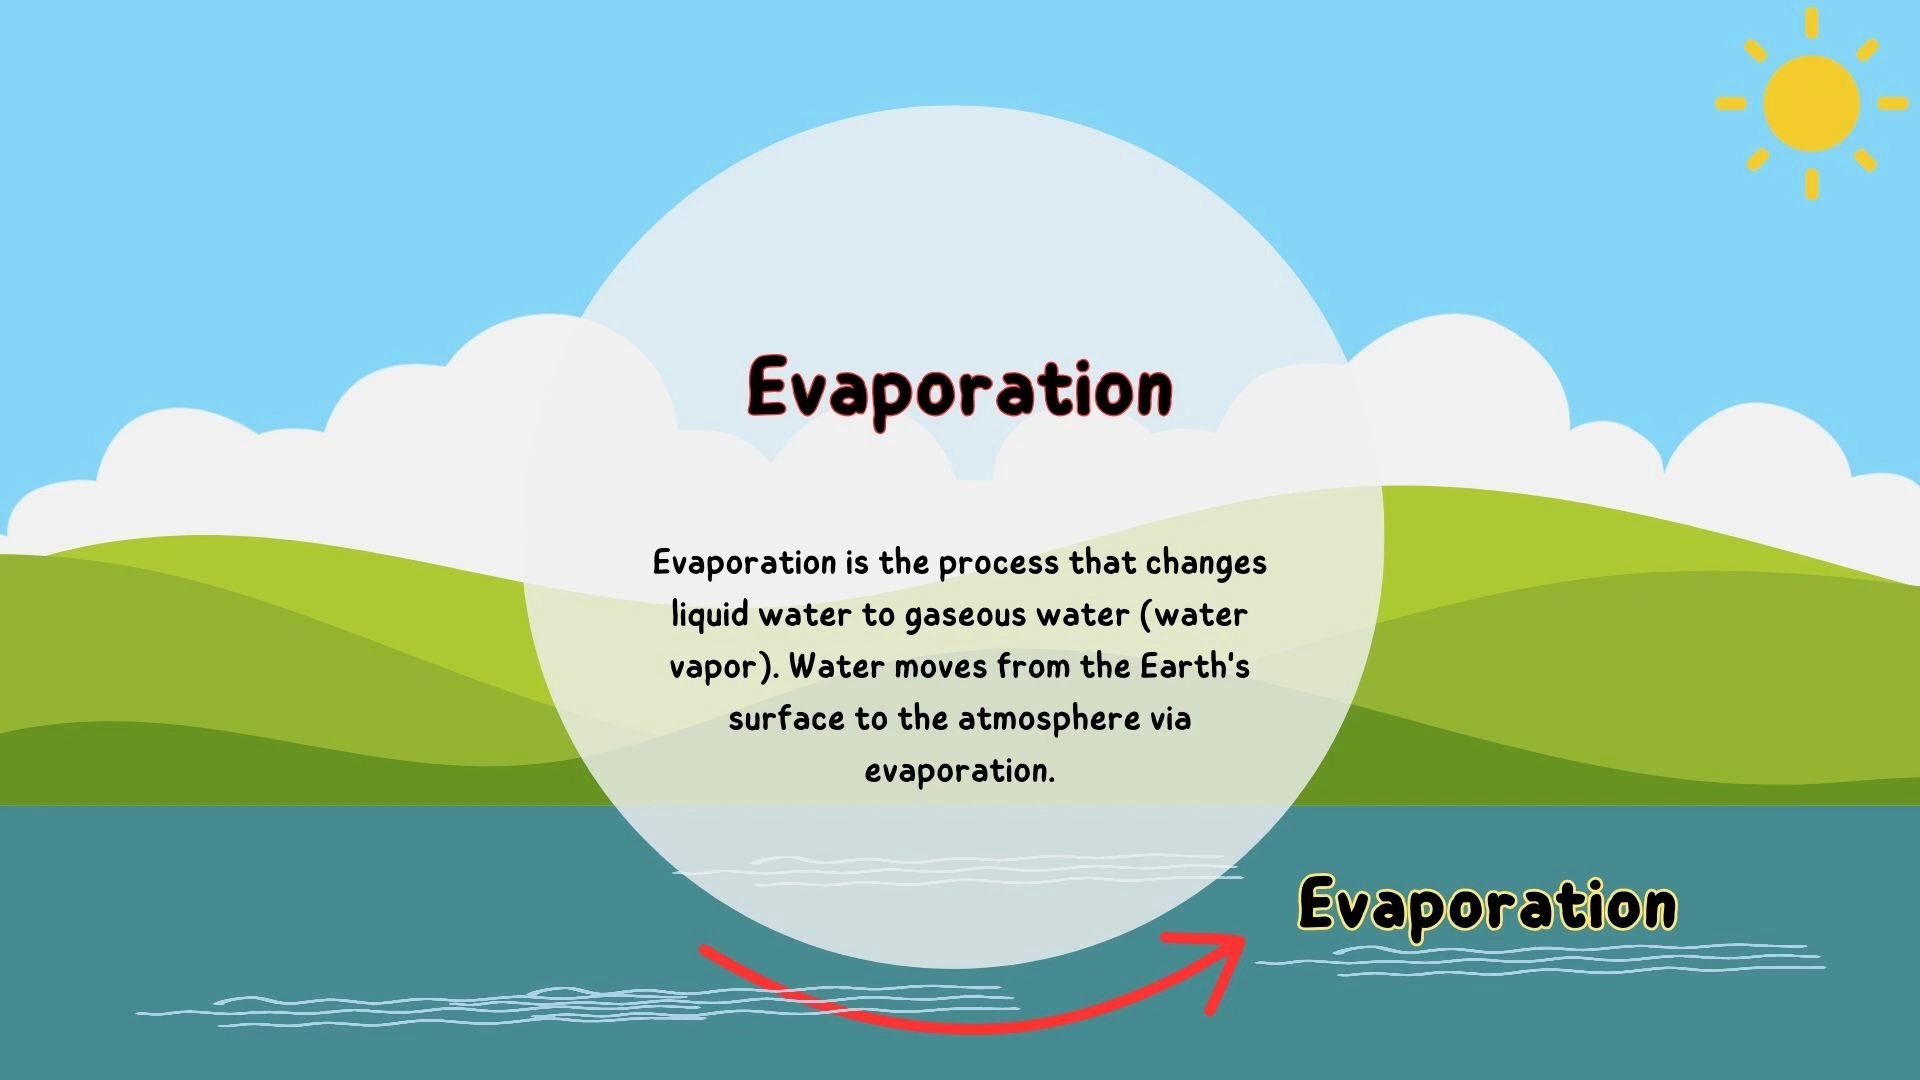 Evaporation
Evaporation is the process that changes
liquid water to gaseous water (water
vapor). Water moves from the Earth's
surface to the atmosphere via
evaporation.
Evaporation